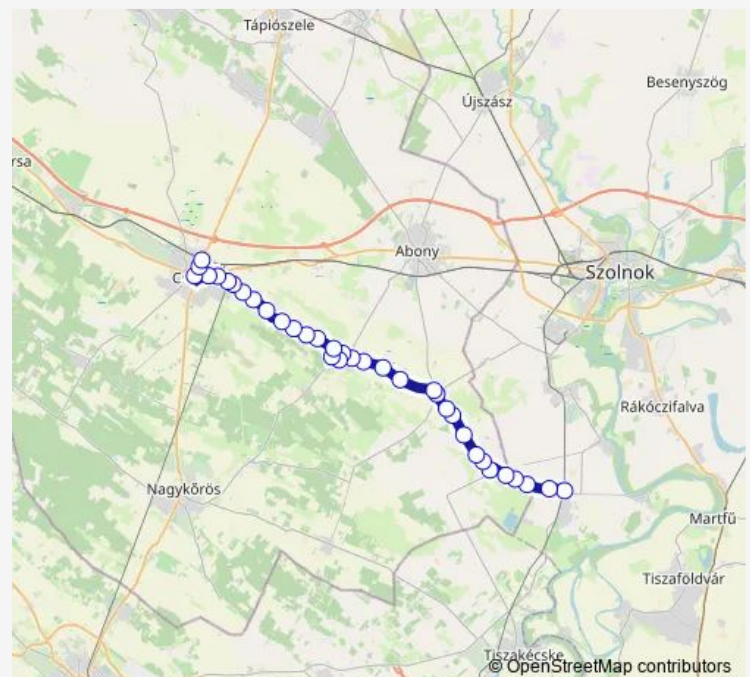 Tápiószele
Besenyszög
Újszász
rsa
Abony
C
Szolnok
Rákóczifalva
Nagykőrös
Martfű
Tiszaföldvár
Tiszakécske
© OpenStreetMap contributors